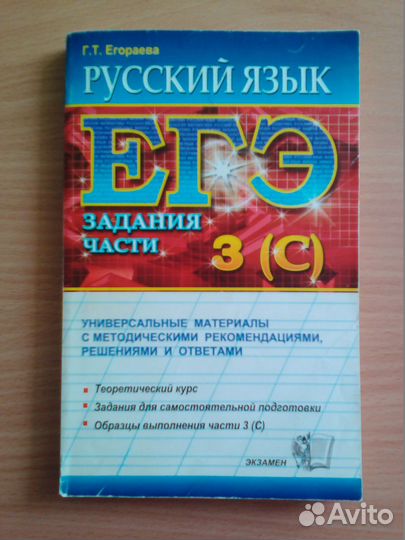 Г.Т. Егораева
РУССКИЙ ЯЗЫК
ЕГЭ
ЗАДАНИЯ
ЧАСТИ 3 (С)
УНИВЕРСАЛЬНЫЕ МАТЕРИАЛЫ
С МЕТОДИЧЕСКИМИ РЕКОМЕНДАЦИЯМИ,
РЕШЕНИЯМИ И ОТВЕТАМИ
Теоретический курс
Задания для самостоятельной подготовки
Образцы выполнения части 3 (С)
ЭКЗАМЕН
Avito